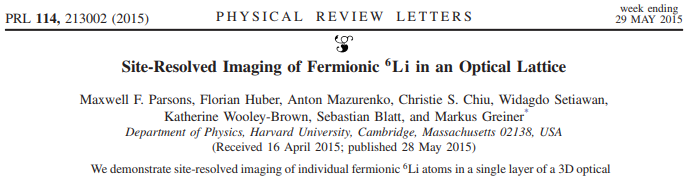 PRL 114, 213002 (2015)
PHYSICAL REVIEW LETTERS
week ending
29 MAY 2015
Site-Resolved Imaging of Fermionic ⁶Li in an Optical Lattice
Maxwell F. Parsons, Florian Huber, Anton Mazurenko, Christie S. Chiu, Widagdo Setiawan,
Katherine Wooley-Brown, Sebastian Blatt, and Markus Greiner*
Department of Physics, Harvard University, Cambridge, Massachusetts 02138, USA
(Received 16 April 2015; published 28 May 2015)
We demonstrate site-resolved imaging of individual fermionic ⁶Li atoms in a single layer of a 3D optical